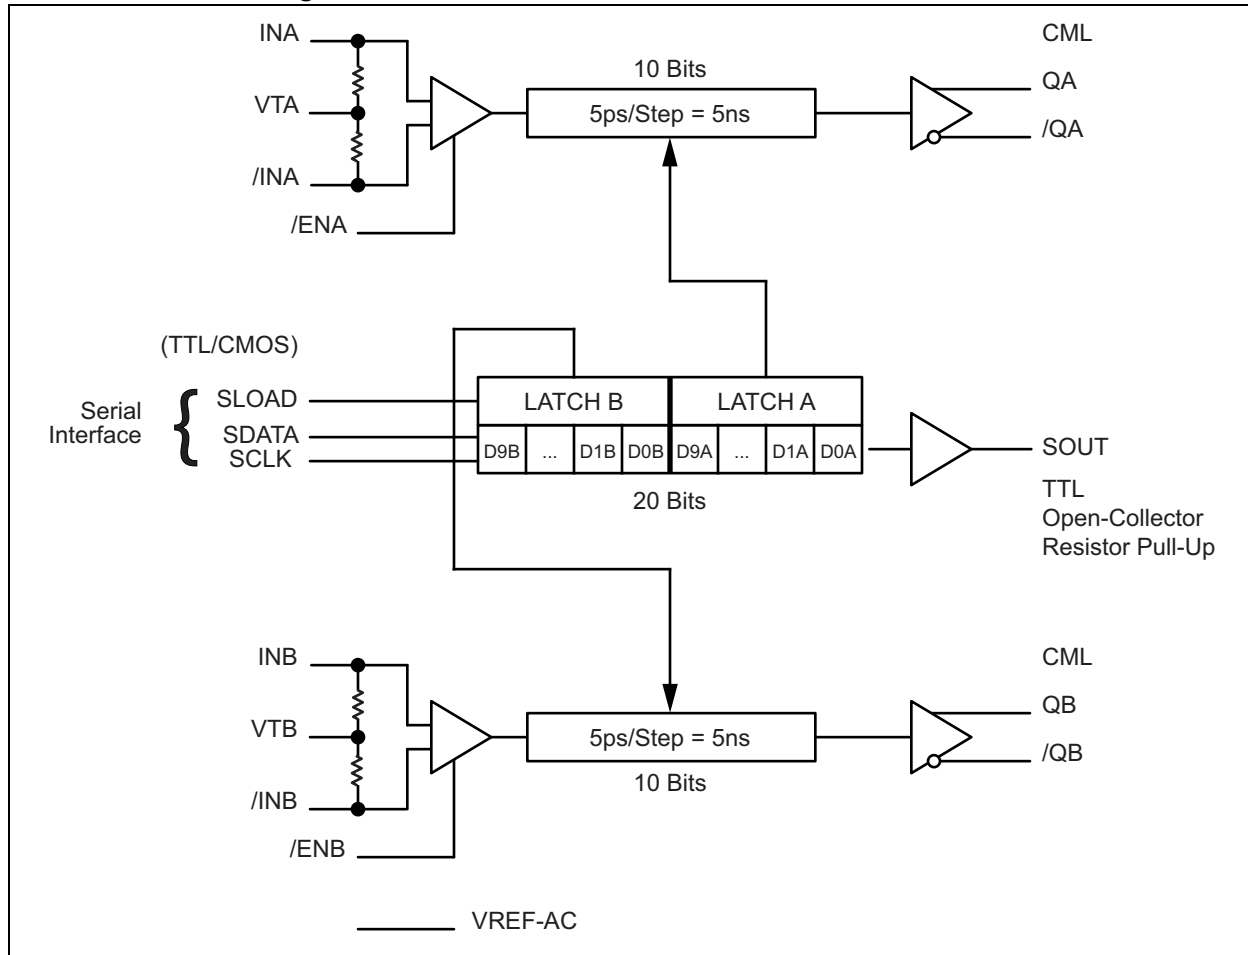 INA
CML
10 Bits
QA
VTA
5ps/Step = 5ns
/QA
/INA
/ENA
(TTL/CMOS)
Serial
Interface
SLOAD
SDATA
SCLK
LATCH B
LATCH A
D9B ... D1B D0B D9A ... D1A D0A
20 Bits
SOUT
TTL
Open-Collector
Resistor Pull-Up
INB
CML
QB
VTB
5ps/Step = 5ns
/QB
10 Bits
/INB
/ENB
VREF-AC